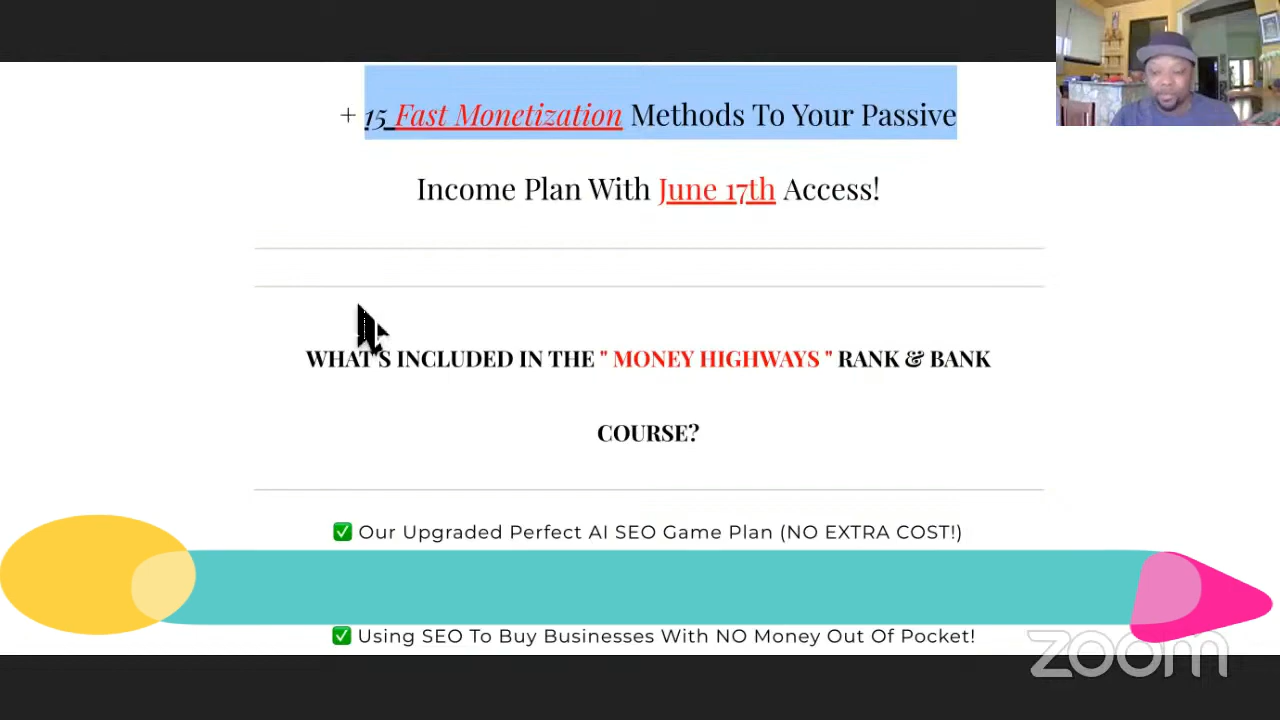 + 15 Fast Monetization Methods To Your Passive
Income Plan With June 17th Access!
WHAT'S INCLUDED IN THE " MONEY HIGHWAYS " RANK & BANK
COURSE?
✅ Our Upgraded Perfect AI SEO Game Plan (NO EXTRA COST!)
✅ Using SEO To Buy Businesses With NO Money Out Of Pocket!
zoom